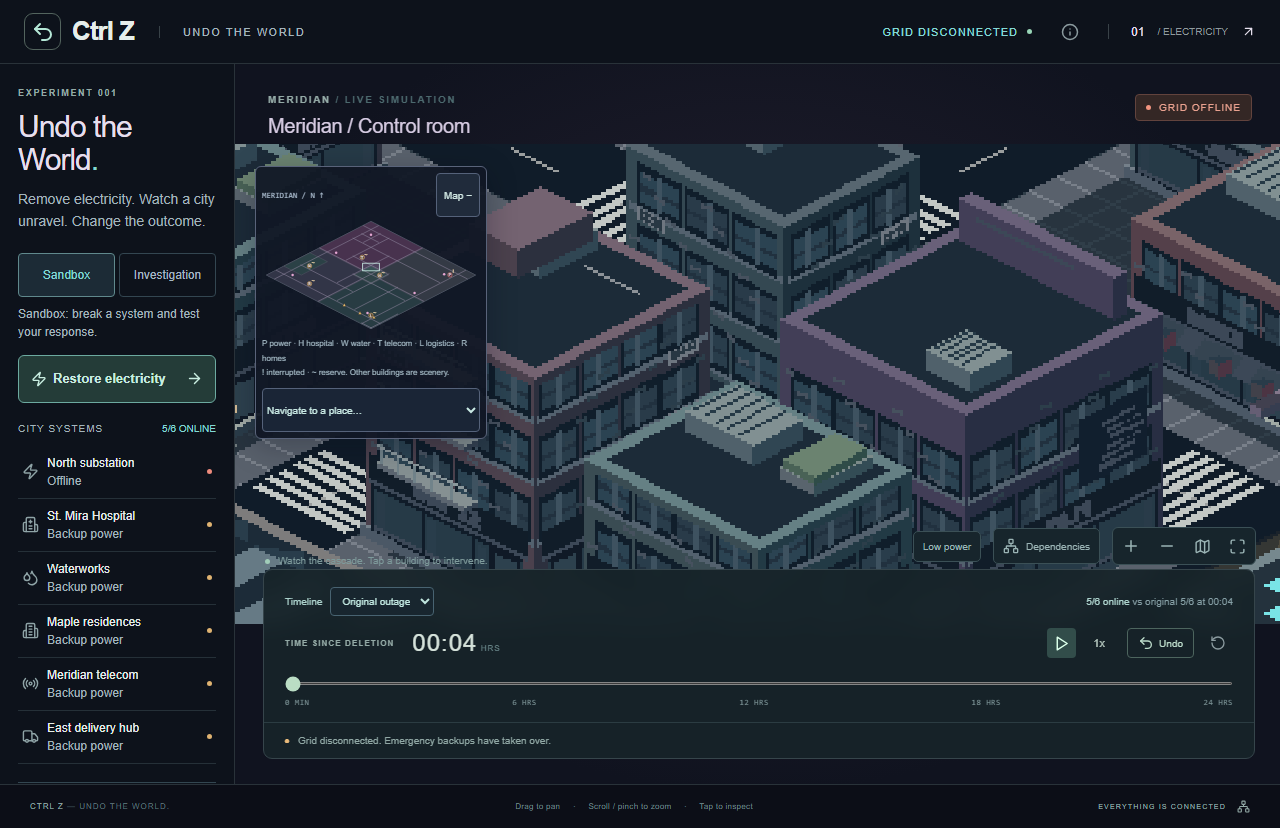 Ctrl Z
UNDO THE WORLD
GRID DISCONNECTED
01 / ELECTRICITY
EXPERIMENT 001
Undo the
World.
Remove electricity. Watch a city
unravel. Change the outcome.
Sandbox
Investigation
Sandbox: break a system and test
your response.
Restore electricity
CITY SYSTEMS
5/6 ONLINE
North substation
Offline
St. Mira Hospital
Backup power
Waterworks
Backup power
Maple residences
Backup power
Meridian telecom
Backup power
East delivery hub
Backup power
MERIDIAN / LIVE SIMULATION
Meridian / Control room
GRID OFFLINE
MERIDIAN / N ↑
Map −
P power · H hospital · W water · T telecom · L logistics · R
homes
! interrupted · ~ reserve. Other buildings are scenery.
Navigate to a place...
Watch the cascade. Tap a building to intervene.
Low power
Dependencies
Timeline
Original outage
5/6 online vs original 5/6 at 00:04
TIME SINCE DELETION
00:04 HRS
1x
Undo
0 MIN
6 HRS
12 HRS
18 HRS
24 HRS
Grid disconnected. Emergency backups have taken over.
CTRL Z — UNDO THE WORLD.
Drag to pan · Scroll / pinch to zoom · Tap to inspect
EVERYTHING IS CONNECTED